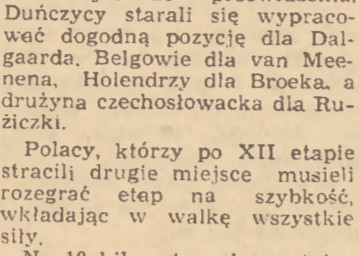 Duńczycy starali się wypraco-
wać dogodną pozycję dla Dal-
gaarda. Belgowie dla van Mee-
nena, Holendrzy dla Broeka, a
drużyna czechosłowacka dla Ru-
żiczki.
Polacy, którzy po XII etapie
stracili drugie miejsce musieli
rozegrać etap na szybkość,
wkładając w walkę wszystkie
siły.